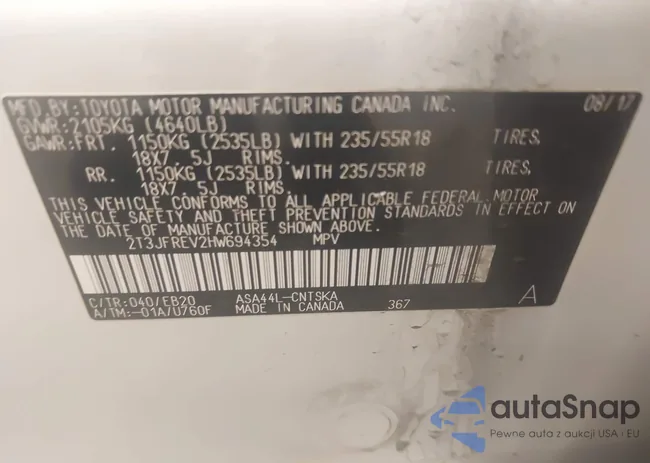 MFD.BY:TOYOTA MOTOR MANUFACTURING CANADA INC. 08/17
GVWR:2105KG (4640LB)
GAWR:FRT. 1150KG (2535LB) WITH 235/55R18 TIRES,
18X7.5J RIMS.
RR. 1150KG (2535LB) WITH 235/55R18 TIRES,
18X7.5J RIMS.
THIS VEHICLE CONFORMS TO ALL APPLICABLE FEDERAL MOTOR
VEHICLE SAFETY AND THEFT PREVENTION STANDARDS IN EFFECT ON
THE DATE OF MANUFACTURE SHOWN ABOVE.
2T3JFREV2HW694354 MPV
C/TR:040/EB20 ASA44L-CNTSKA A
A/TM:-01A/U760F MADE IN CANADA 367
autaSnap
Pewne auta z aukcji USA i EU